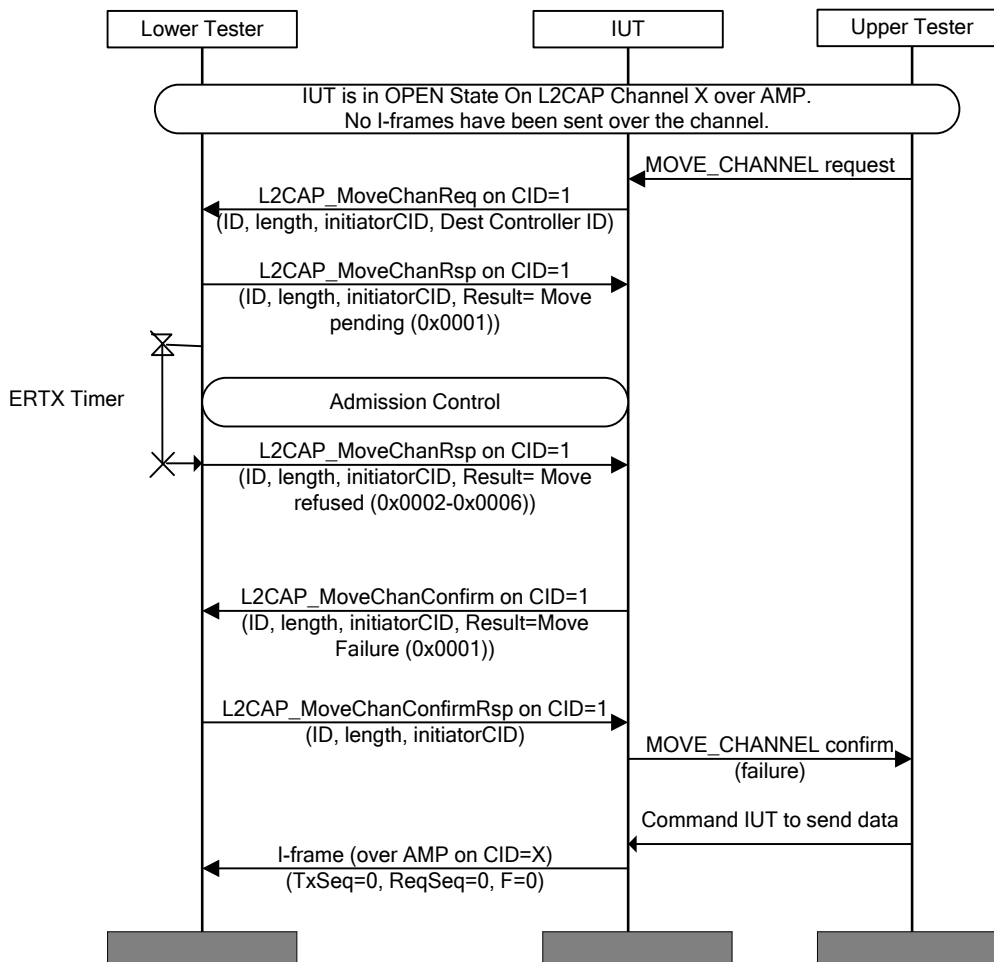 Lower Tester
IUT
Upper Tester
IUT is in OPEN State On L2CAP Channel X over AMP.
No I-frames have been sent over the channel.
MOVE_CHANNEL request
L2CAP_MoveChanReq on CID=1
(ID, length, initiatorCID, Dest Controller ID)
L2CAP_MoveChanRsp on CID=1
(ID, length, initiatorCID, Result= Move
pending (0x0001))
ERTX Timer
Admission Control
L2CAP_MoveChanRsp on CID=1
(ID, length, initiatorCID, Result= Move
refused (0x0002-0x0006))
L2CAP_MoveChanConfirm on CID=1
(ID, length, initiatorCID, Result=Move
Failure (0x0001))
L2CAP_MoveChanConfirmRsp on CID=1
(ID, length, initiatorCID)
MOVE_CHANNEL confirm
(failure)
Command IUT to send data
I-frame (over AMP on CID=X)
(TxSeq=0, ReqSeq=0, F=0)